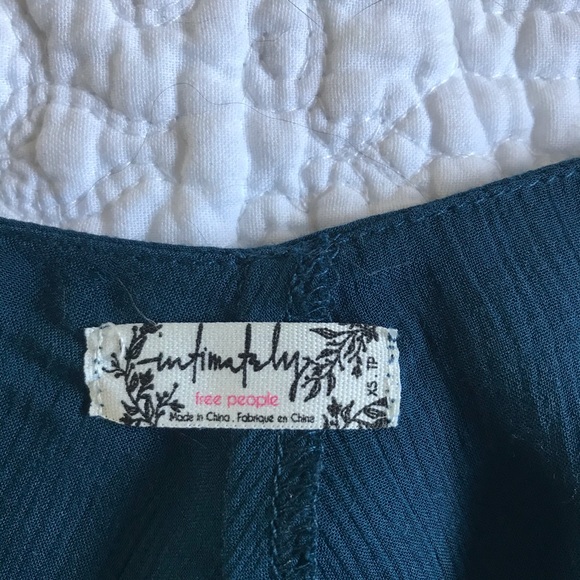 intimately
free people
Made in China . Fabriqué en Chine
XS TP